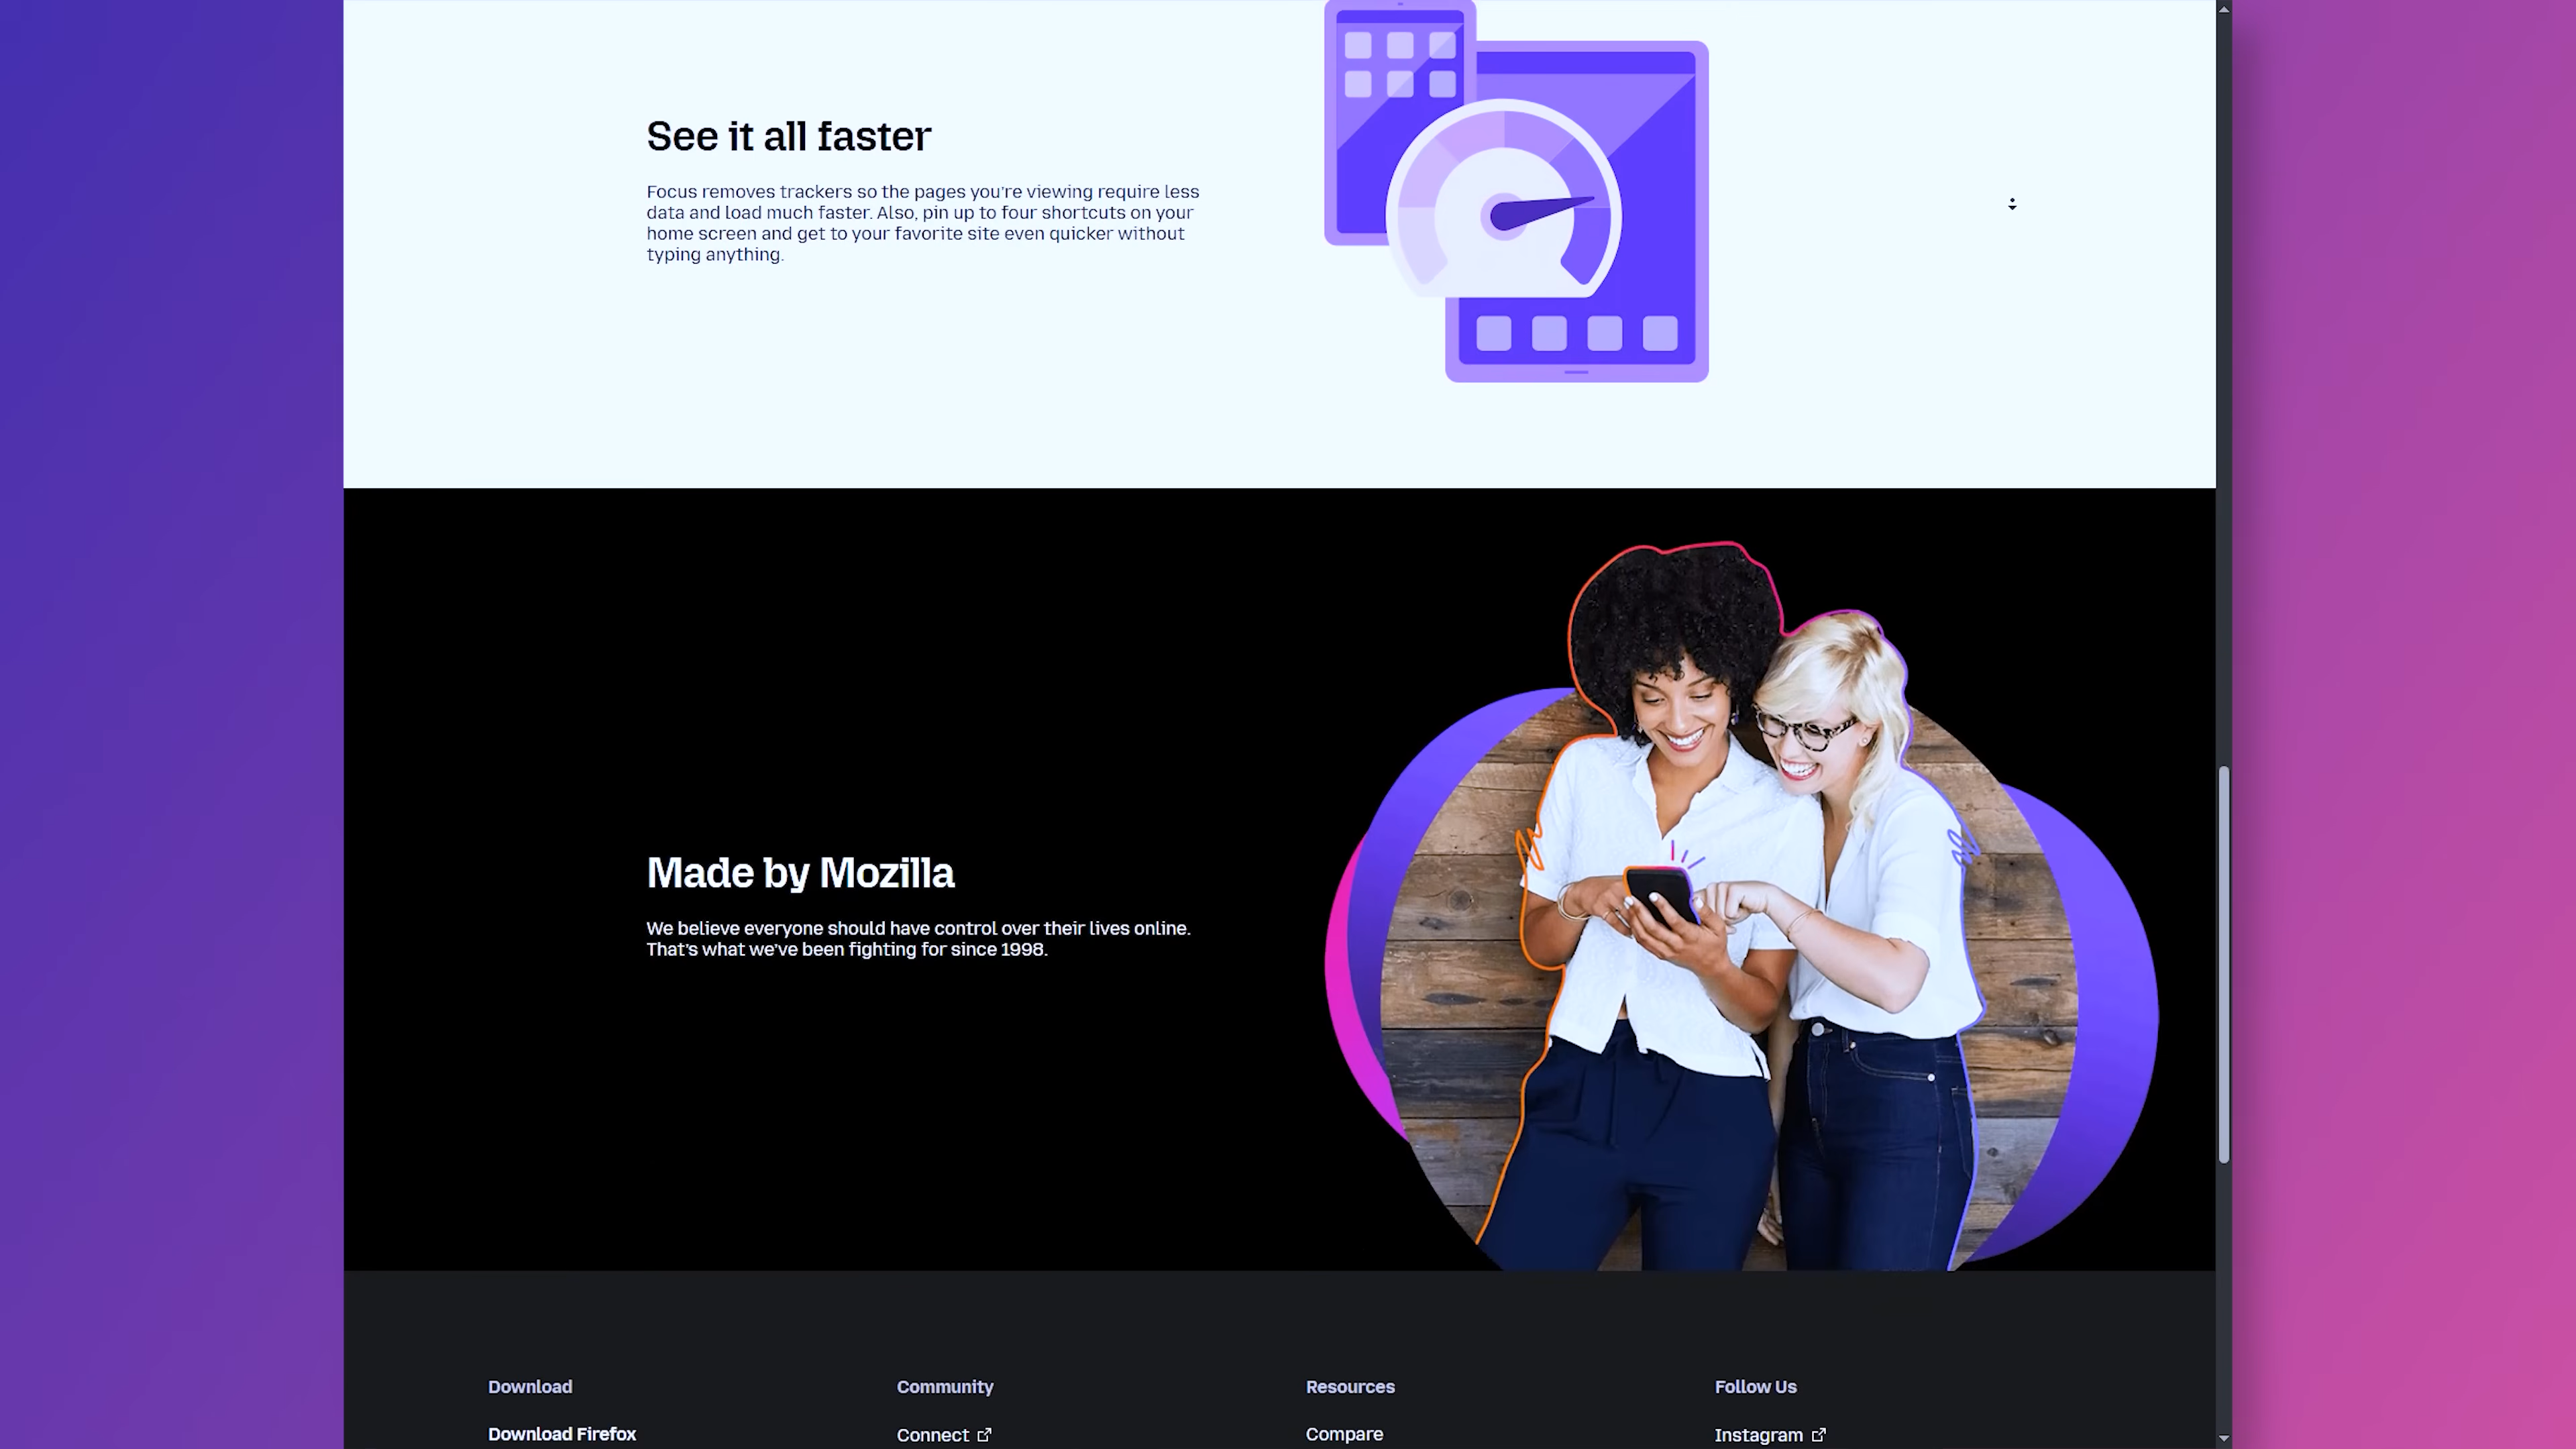 See it all faster
Focus removes trackers so the pages you're viewing require less
data and load much faster. Also, pin up to four shortcuts on your
home screen and get to your favorite site even quicker without
typing anything.
Made by Mozilla
We believe everyone should have control over their lives online.
That's what we've been fighting for since 1998.
Download
Community
Resources
Follow Us
Download Firefox
Connect
Compare
Instagram